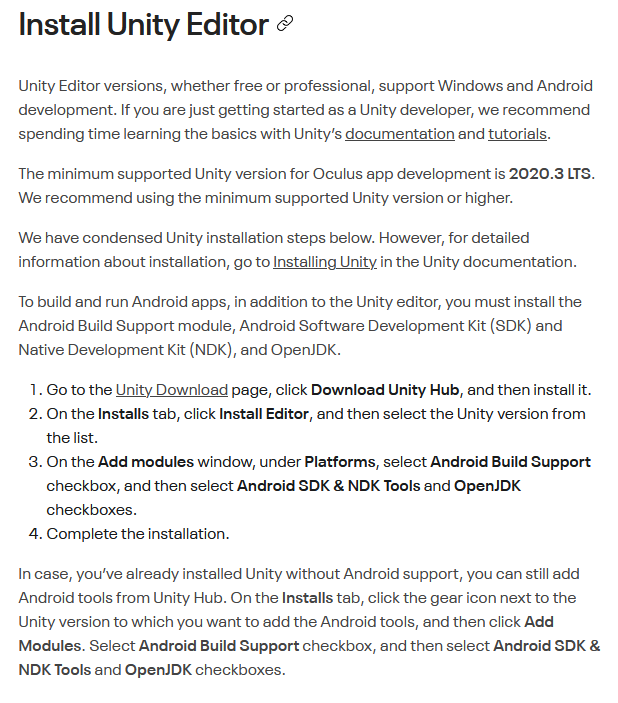 Install Unity Editor
Unity Editor versions, whether free or professional, support Windows and Android
development. If you are just getting started as a Unity developer, we recommend
spending time learning the basics with Unity’s documentation and tutorials.
The minimum supported Unity version for Oculus app development is 2020.3 LTS.
We recommend using the minimum supported Unity version or higher.
We have condensed Unity installation steps below. However, for detailed
information about installation, go to Installing Unity in the Unity documentation.
To build and run Android apps, in addition to the Unity editor, you must install the
Android Build Support module, Android Software Development Kit (SDK) and
Native Development Kit (NDK), and OpenJDK.
1. Go to the Unity Download page, click Download Unity Hub, and then install it.
2. On the Installs tab, click Install Editor, and then select the Unity version from
the list.
3. On the Add modules window, under Platforms, select Android Build Support
checkbox, and then select Android SDK & NDK Tools and OpenJDK
checkboxes.
4. Complete the installation.
In case, you’ve already installed Unity without Android support, you can still add
Android tools from Unity Hub. On the Installs tab, click the gear icon next to the
Unity version to which you want to add the Android tools, and then click Add
Modules. Select Android Build Support checkbox, and then select Android SDK &
NDK Tools and OpenJDK checkboxes.